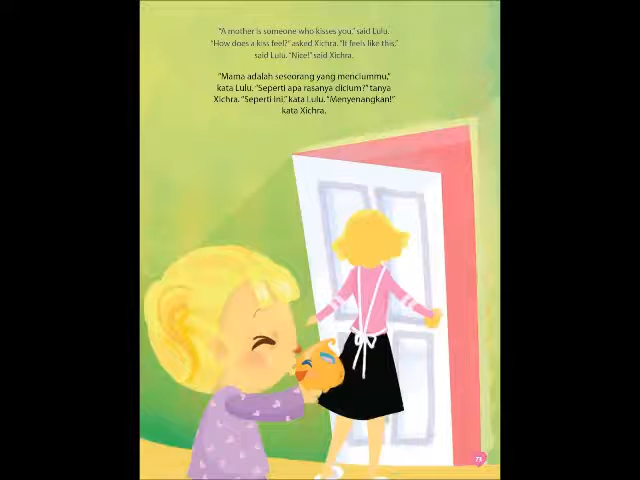 "A mother is someone who kisses you," said Lulu.
"How does a kiss feel?" asked Xichra. "It feels like this,"
said Lulu. "Nice!" said Xichra.
"Mama adalah seseorang yang menciummu,"
kata Lulu. "Seperti apa rasanya dicium?" tanya
Xichra. "Seperti ini," kata Lulu. "Menyenangkan!"
kata Xichra.
75